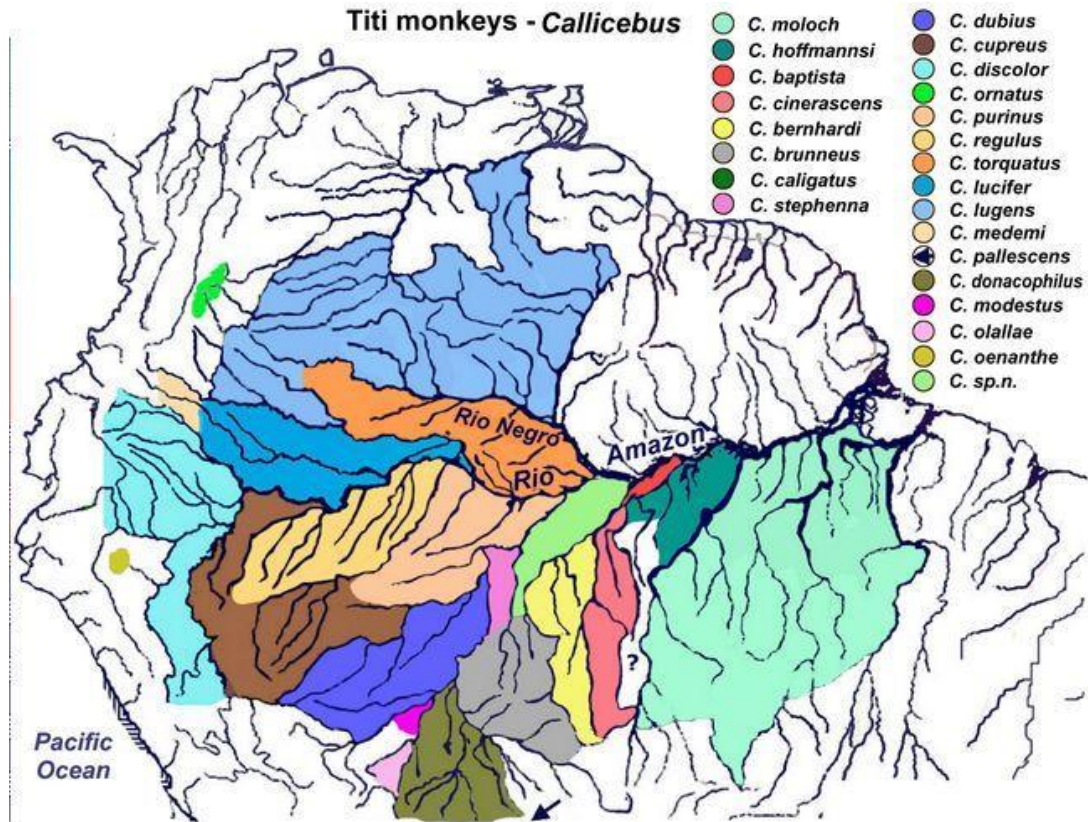 Titi monkeys - Callicebus
C. moloch
C. hoffmannsi
C. baptista
C. cinerascens
C. bernhardi
C. brunneus
C. caligatus
C. stephenna
C. dubius
C. cupreus
C. discolor
C. ornatus
C. purinus
C. regulus
C. torquatus
C. lucifer
C. lugens
C. medemi
C. pallescens
C. donacophilus
C. modestus
C. olallae
C. oenanthe
C. sp.n.
Rio Negro
Amazon
Rio
?
Pacific
Ocean